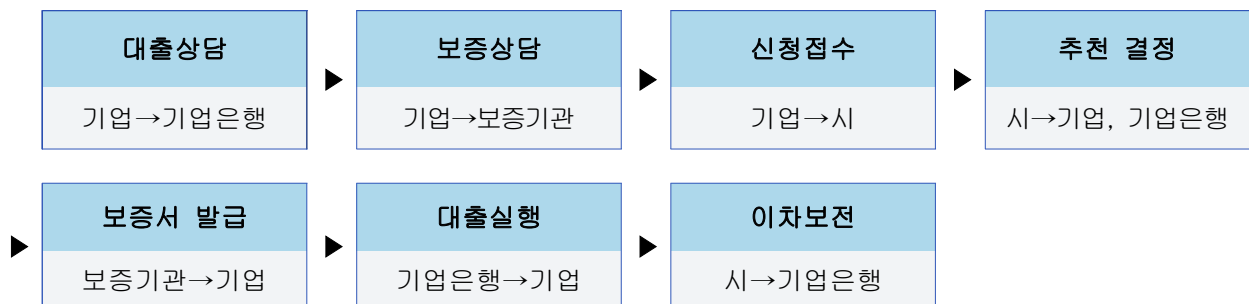 대출상담
보증상담
신청접수
추천 결정
▶
▶
▶
기업→기업은행
기업→보증기관
기업→시
시→기업, 기업은행
보증서 발급
대출실행
이차보전
▶
▶
▶
보증기관→기업
기업은행→기업
시→기업은행